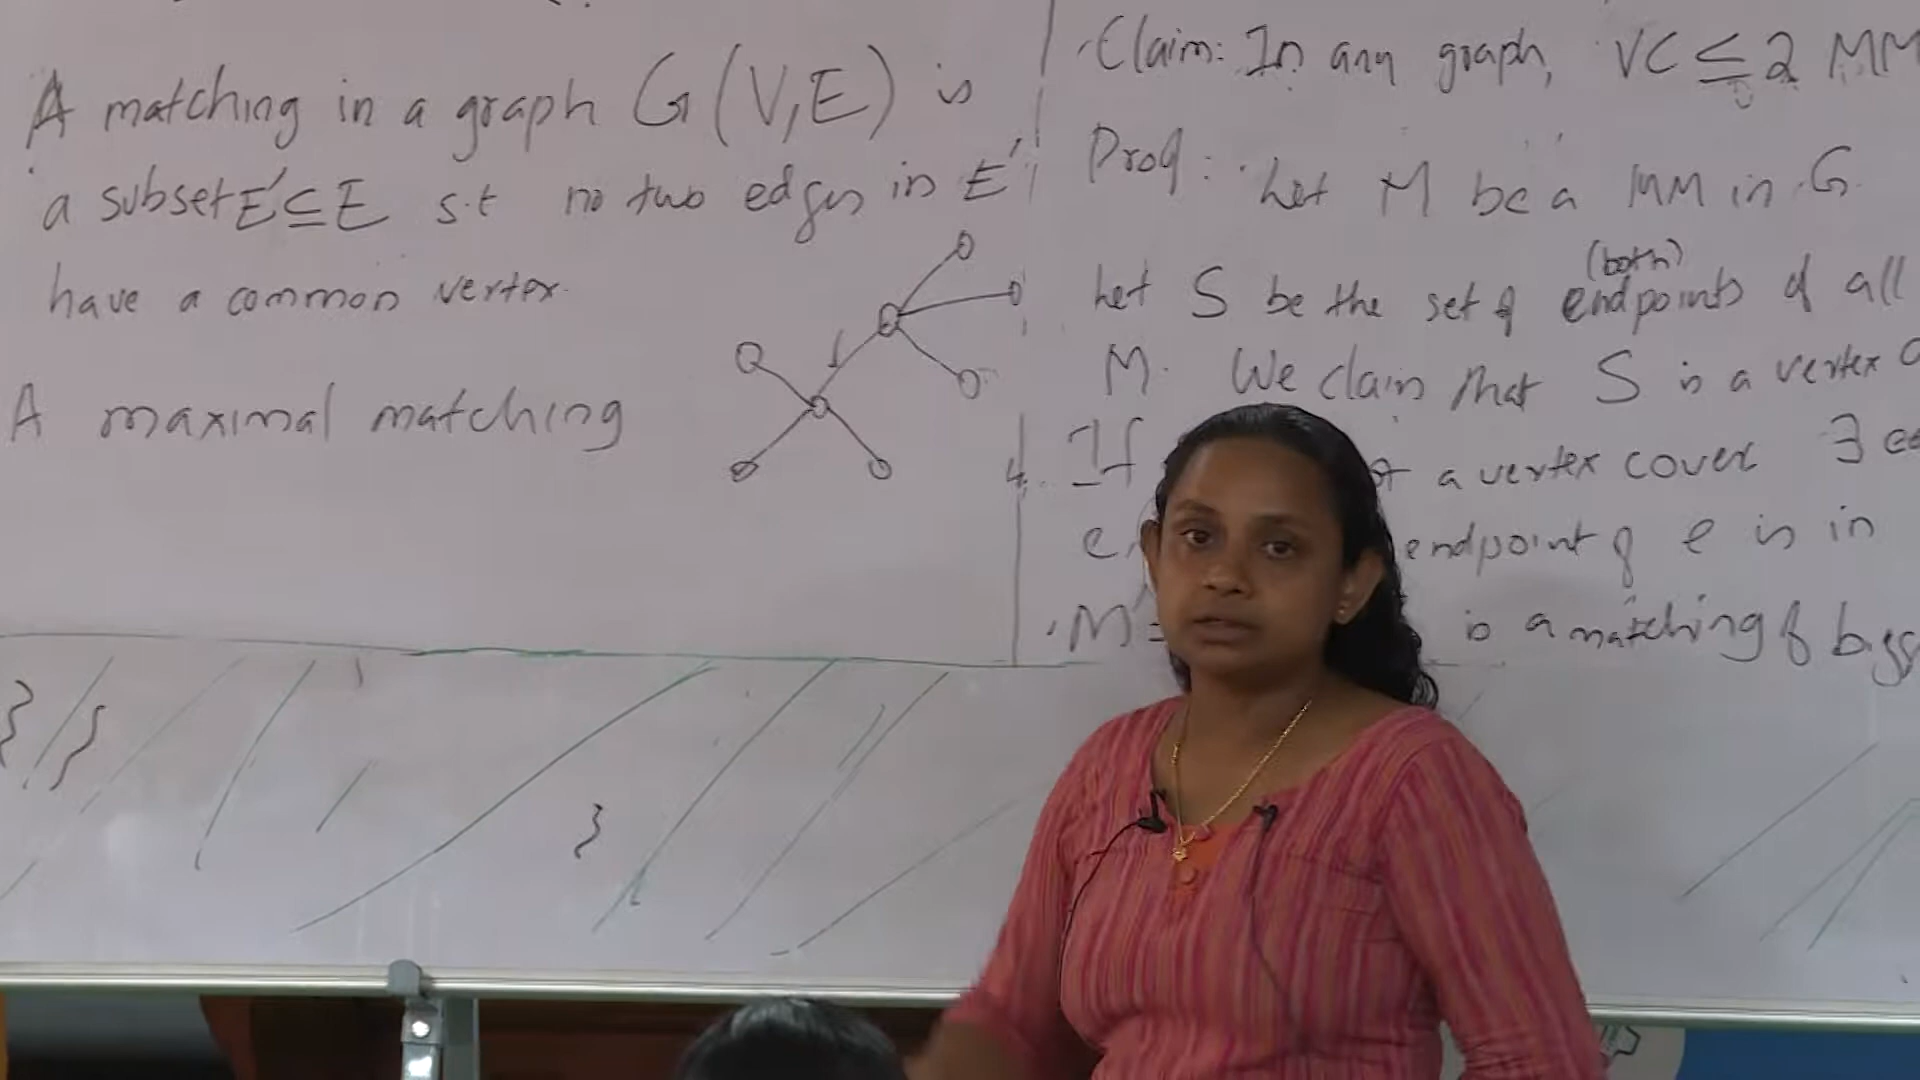 A matching in a graph G(V,E) is
a subset E' ⊆ E s.t no two edges in E'
have a common vertex.
A maximal matching
Claim: In any graph, VC ≤ 2 MM
Proof: Let M be a MM in G.
(both)
Let S be the set of endpoints of all
M. We claim that S is a vertex
If a vertex cover ∃
e, endpoint of e is in
M' = is a matching of